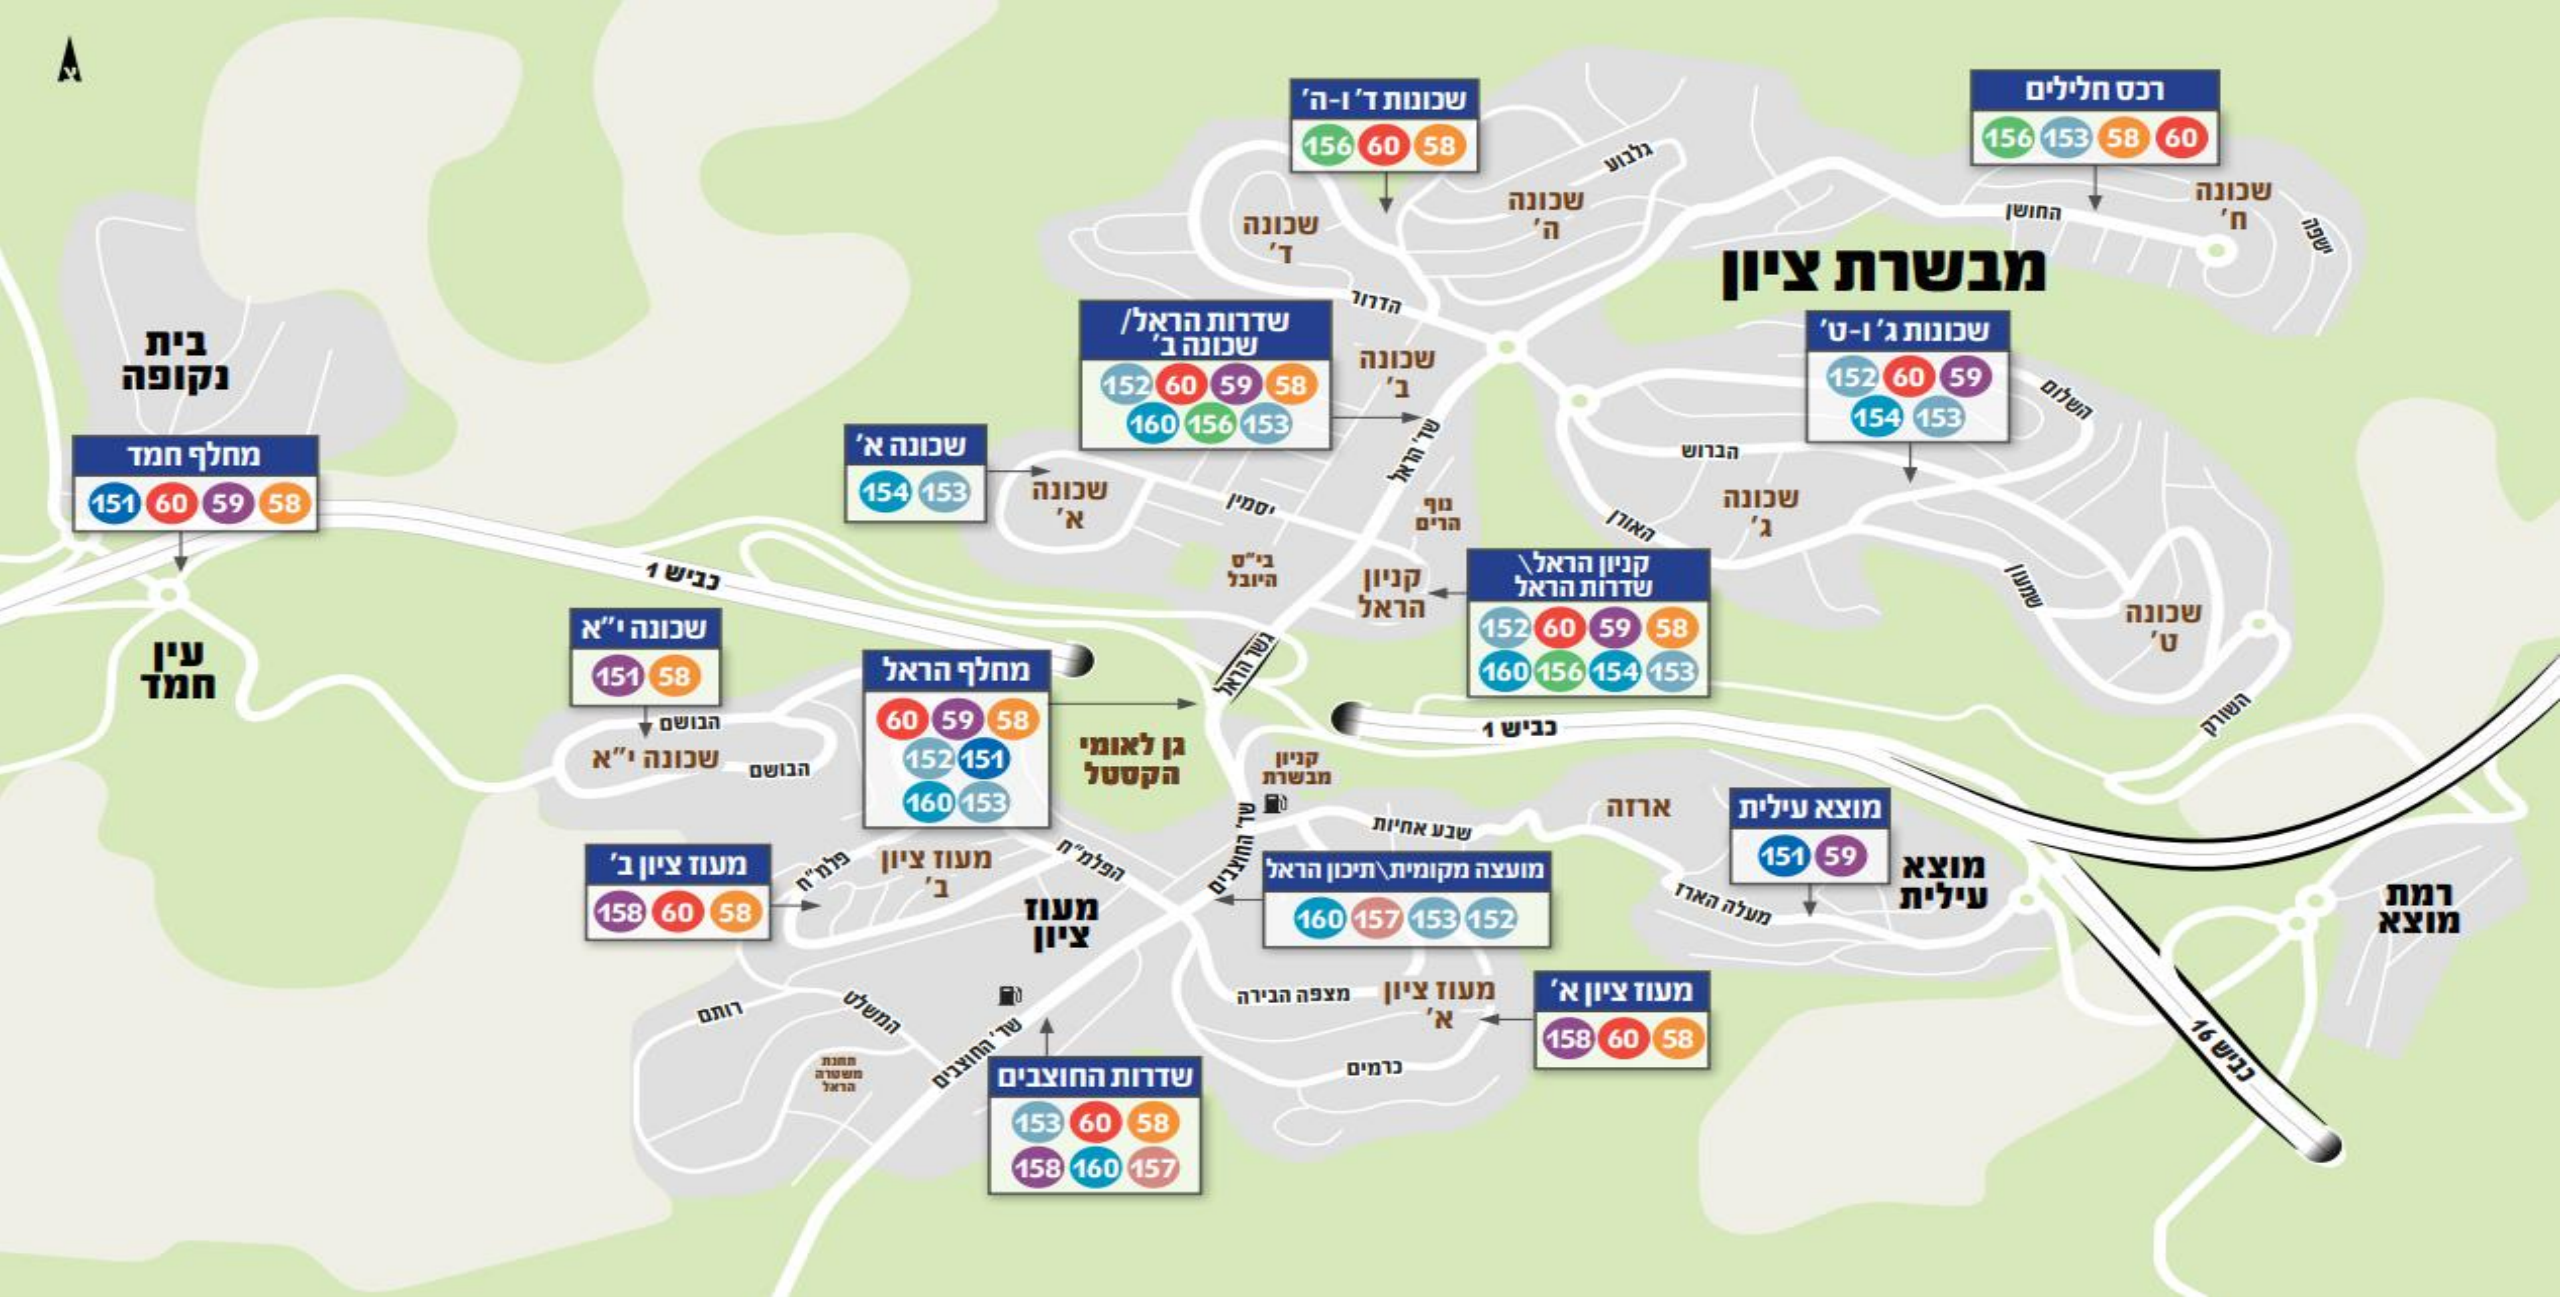 צ
רכס חלילים
60 58 153 156
שכונה
ח'
החושן
ישפה
שכונות ד' ו-ה'
58 60 156
גלבוע
שכונה
ה'
שכונה
ד'
הדרור
מבשרת ציון
שדרות הראל/
שכונה ב'
58 59 60 152
153 156 160
שכונה
ב'
שד' הראל
שכונות ג' ו-ט'
59 60 152
153 154
השלום
הברוש
שכונה
ג'
האורן
שמעון
שכונה
ט'
השורק
בית
נקופה
מחלף חמד
58 59 60 151
עין
חמד
כביש 1
שכונה א'
153 154
שכונה
א'
יסמין
נוף
הרים
בי"ס
היובל
קניון
הראל
קניון הראל\
שדרות הראל
58 59 60 152
153 154 156 160
גשר הראל
שכונה י"א
58 151
הבושם
שכונה י"א
הבושם
מחלף הראל
58 59 60
151 152
153 160
גן לאומי
הקסטל
קניון
מבשרת
כביש 1
שד' החוצבים
שבע אחיות
ארזה
מוצא עילית
59 151
מוצא
עילית
מעלה הארז
רמת
מוצא
כביש 16
מעוז ציון ב'
58 60 158
פלמ"ח
מעוז ציון
ב'
הפלמ"ח
מעוז
ציון
מועצה מקומית\תיכון הראל
152 153 157 160
מצפה הבירה
מעוז ציון
א'
מעוז ציון א'
58 60 158
כרמים
רותם
המשלט
תחנת
משטרה
הראל
שד' החוצבים
שדרות החוצבים
58 60 153
157 160 158